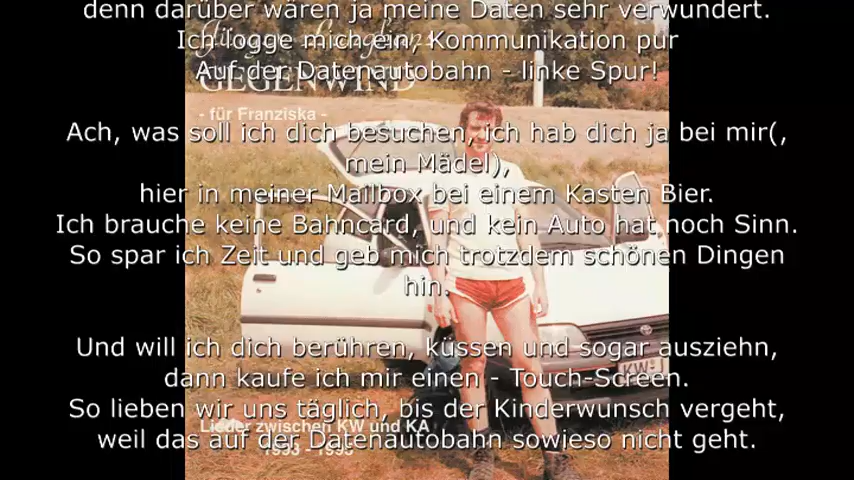 denn darüber wären ja meine Daten sehr verwundert.
Ich logge mich ein, Kommunikation pur
Auf der Datenautobahn - linke Spur!
GEGENWIND
- für Franziska -
Ach, was soll ich dich besuchen, ich hab dich ja bei mir(,
mein Mädel),
hier in meiner Mailbox bei einem Kasten Bier.
Ich brauche keine Bahncard, und kein Auto hat noch Sinn.
So spar ich Zeit und geb mich trotzdem schönen Dingen
hin.
Und will ich dich berühren, küssen und sogar ausziehn,
dann kaufe ich mir einen - Touch-Screen.
So lieben wir uns täglich, bis der Kinderwunsch vergeht,
Lieder zwischen KW und KA
weil das auf der Datenautobahn sowieso nicht geht.
1993 - 1995